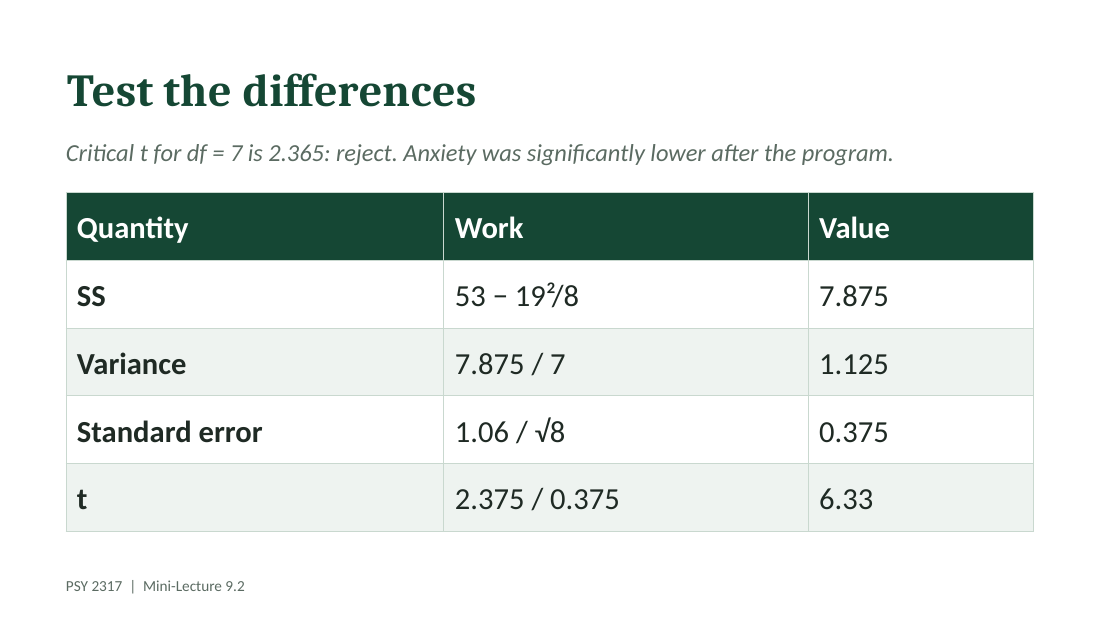 Test the differences
Critical t for df = 7 is 2.365: reject. Anxiety was significantly lower after the program.
Quantity Work Value
SS 53 − 19²/8 7.875
Variance 7.875 / 7 1.125
Standard error 1.06 / √8 0.375
t 2.375 / 0.375 6.33
PSY 2317 | Mini-Lecture 9.2